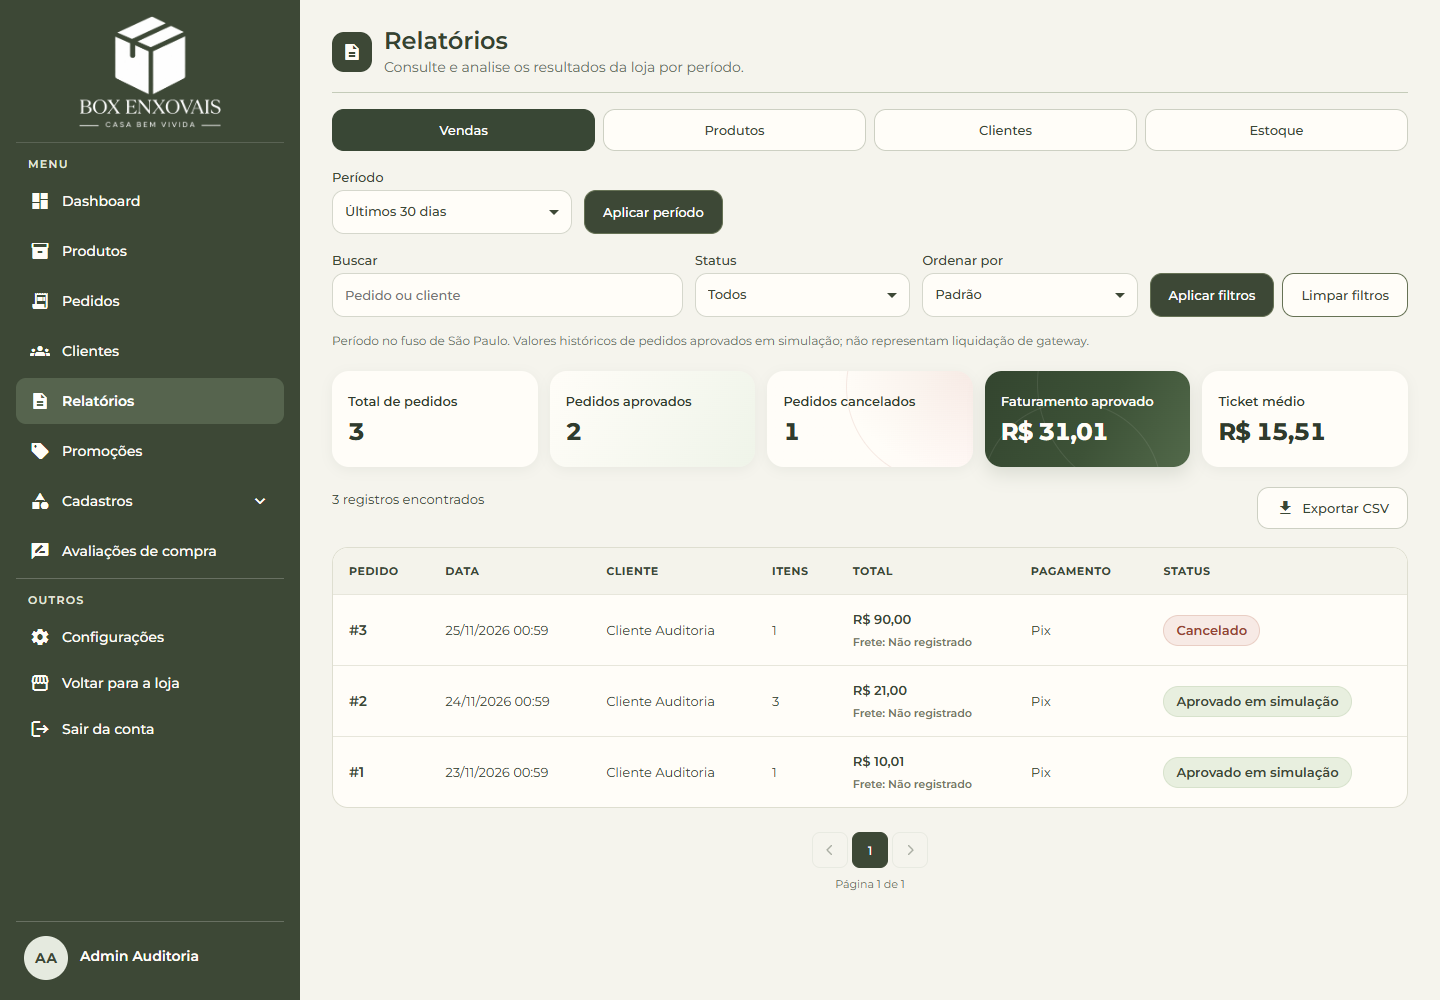 BOX ENXOVAIS
CASA BEM VIVIDA
MENU
Dashboard
Produtos
Pedidos
Clientes
Relatórios
Promoções
Cadastros
Avaliações de compra
OUTROS
Configurações
Voltar para a loja
Sair da conta
AA Admin Auditoria
Relatórios
Consulte e analise os resultados da loja por período.
Vendas Produtos Clientes Estoque
Período
Últimos 30 dias Aplicar período
Buscar Status Ordenar por
Pedido ou cliente Todos Padrão Aplicar filtros Limpar filtros
Período no fuso de São Paulo. Valores históricos de pedidos aprovados em simulação; não representam liquidação de gateway.
Total de pedidos Pedidos aprovados Pedidos cancelados Faturamento aprovado Ticket médio
3 2 1 R$ 31,01 R$ 15,51
3 registros encontrados
Exportar CSV
PEDIDO DATA CLIENTE ITENS TOTAL PAGAMENTO STATUS
#3 25/11/2026 00:59 Cliente Auditoria 1 R$ 90,00 Pix Cancelado
Frete: Não registrado
#2 24/11/2026 00:59 Cliente Auditoria 3 R$ 21,00 Pix Aprovado em simulação
Frete: Não registrado
#1 23/11/2026 00:59 Cliente Auditoria 1 R$ 10,01 Pix Aprovado em simulação
Frete: Não registrado
1
Página 1 de 1